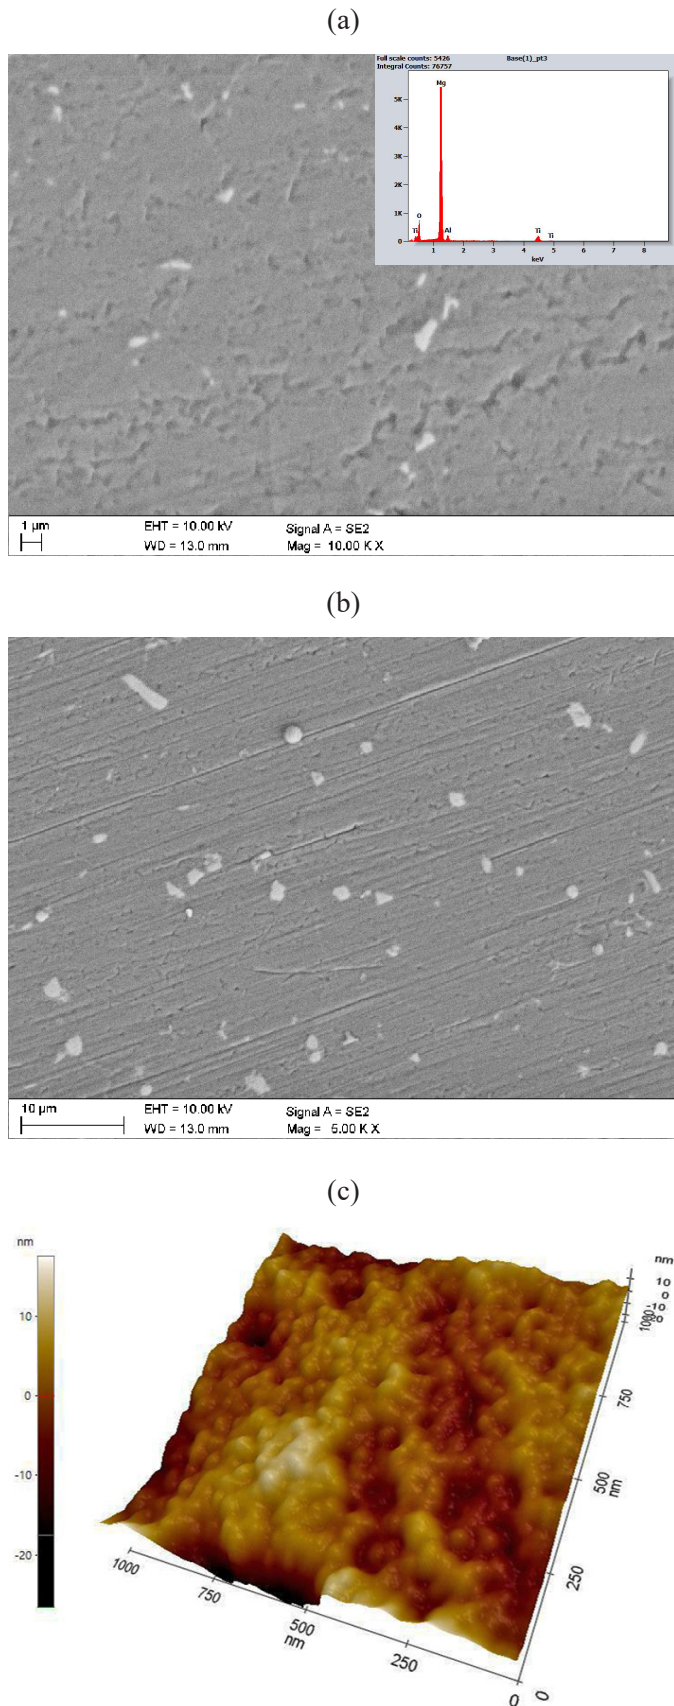 (a)
Full scale counts: 5426 Base(1)_pt3
Integral Counts: 76757
Mg
5K
4K
3K
2K
1K
0
Ti O Al Ti Ti
1 2 3 4 5 6 7 8
keV
1 µm EHT = 10.00 kV Signal A = SE2
WD = 13.0 mm Mag = 10.00 K X
(b)
10 µm EHT = 10.00 kV Signal A = SE2
WD = 13.0 mm Mag = 5.00 K X
(c)
nm
10
0
-10
-20
nm
10
0
-10
1000
750
500
nm
250
0
1000
750
500
nm
250
0